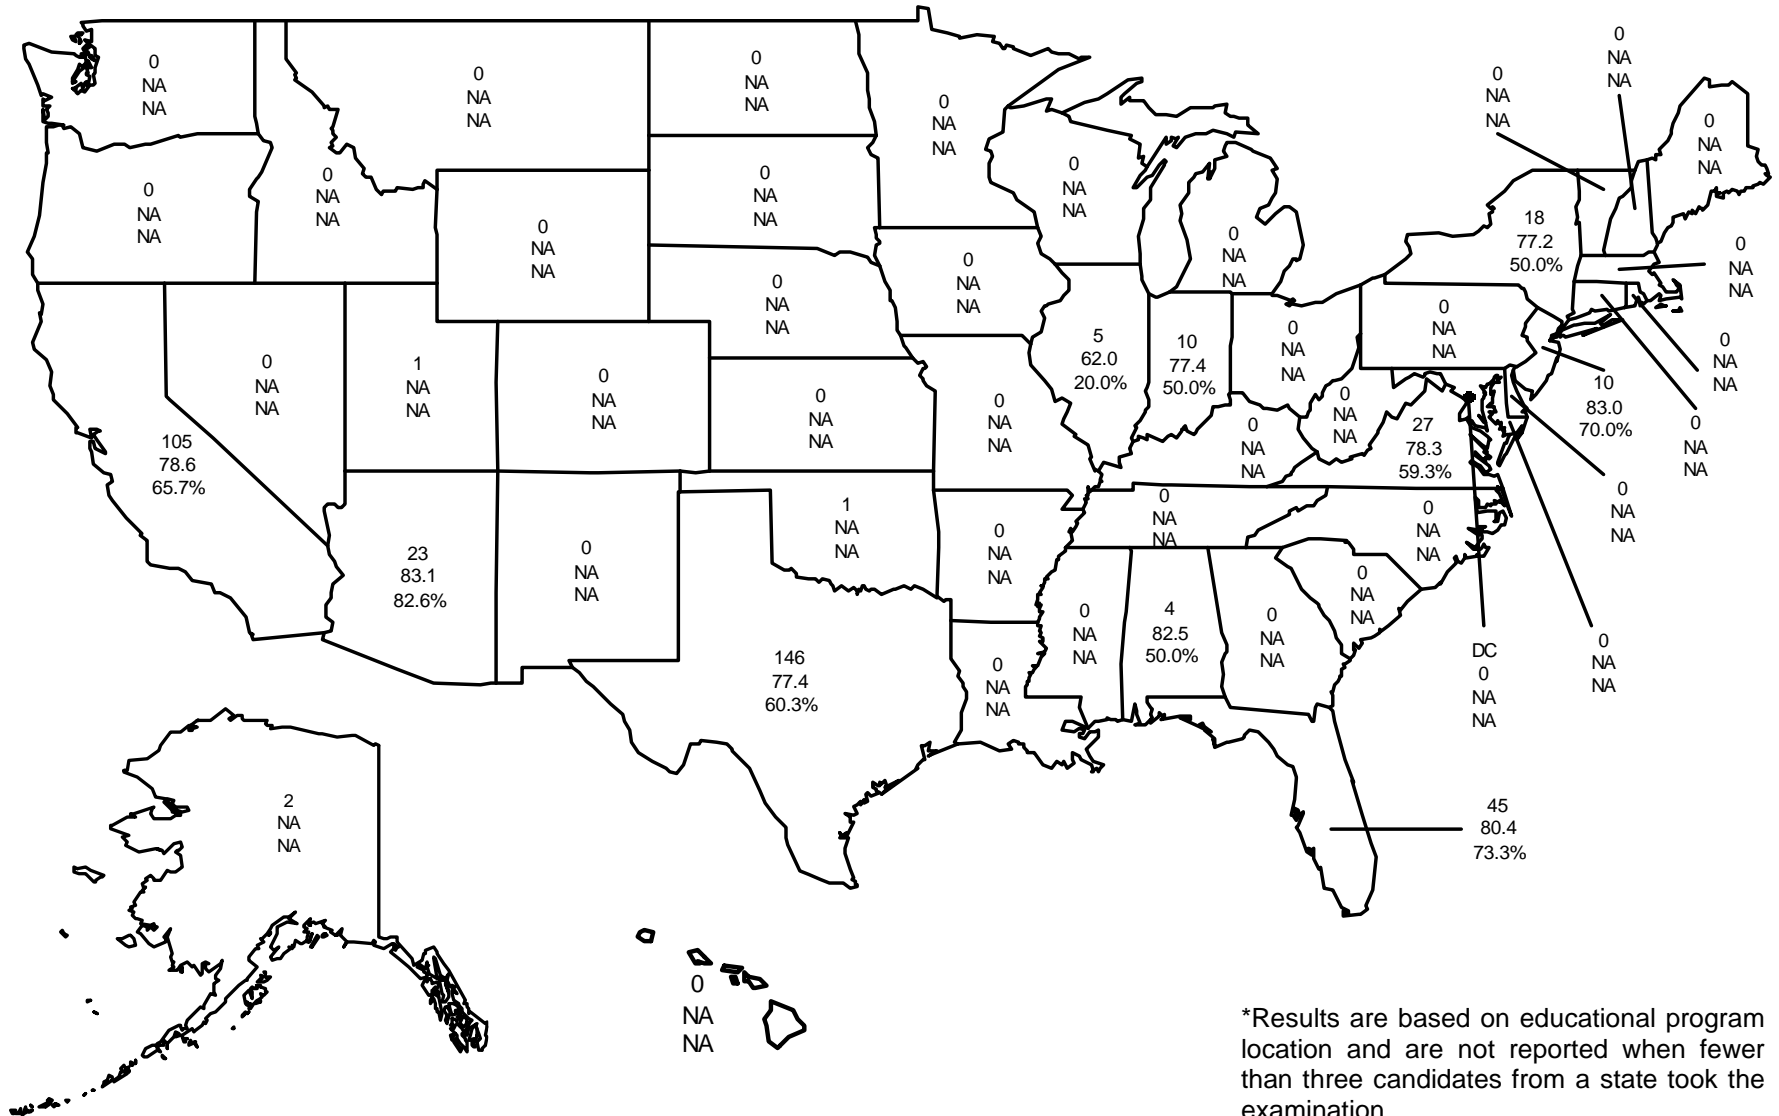 0
NA
NA
0
NA
NA
0
NA
NA
0
NA
NA
0
NA
NA
0
NA
NA
0
NA
NA
0
NA
NA
0
NA
NA
0
NA
NA
0
NA
NA
0
NA
NA
0
NA
NA
18
77.2
50.0%
0
NA
NA
0
NA
NA
0
NA
NA
0
NA
NA
105
78.6
65.7%
0
NA
NA
1
NA
NA
0
NA
NA
0
NA
NA
0
NA
NA
5
62.0
20.0%
10
77.4
50.0%
0
NA
NA
0
NA
NA
0
NA
NA
10
83.0
70.0%
0
NA
NA
0
NA
NA
0
NA
NA
27
78.3
59.3%
0
NA
NA
23
83.1
82.6%
0
NA
NA
1
NA
NA
0
NA
NA
0
NA
NA
0
NA
NA
0
NA
NA
146
77.4
60.3%
0
NA
NA
0
NA
NA
4
82.5
50.0%
0
NA
NA
0
NA
NA
DC
0
NA
NA
0
NA
NA
2
NA
NA
45
80.4
73.3%
0
NA
NA
*Results are based on educational program
location and are not reported when fewer
than three candidates from a state took the
examination